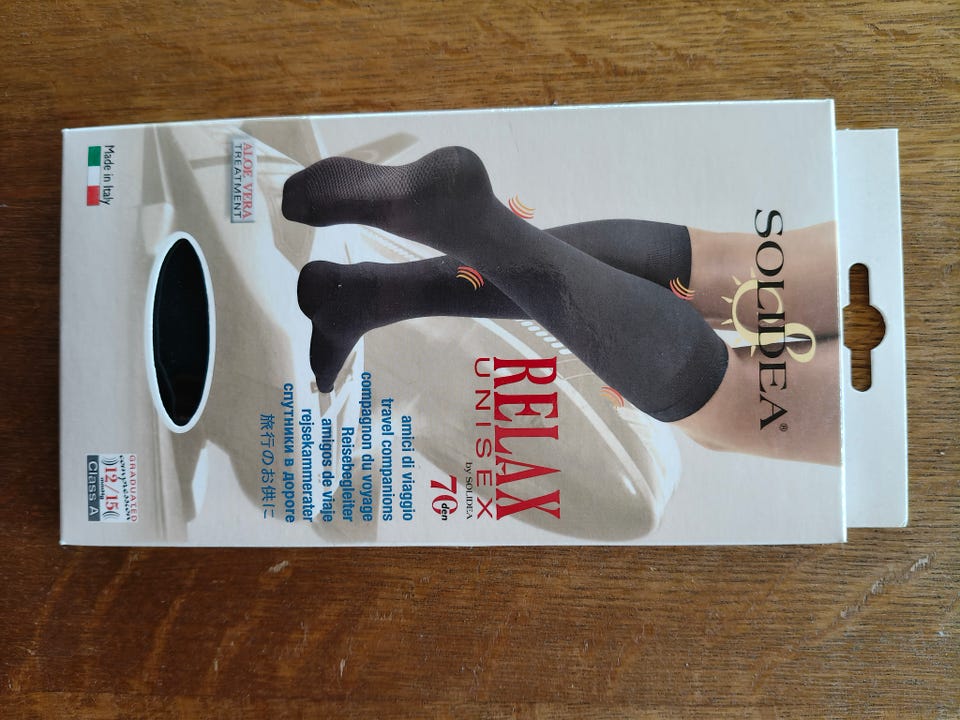 SOLIDEA®
RELAX
UNISEX
by SOLIDEA
70 den
amici di viaggio
travel companions
compagnon du voyage
Reisebegleiter
amigos de viaje
rejsekammerater
спутники в дороге
旅行のお供に
ALOE VERA
TREATMENT
Made in Italy
GRADUATED
compression
12/15
mmHg
Class A